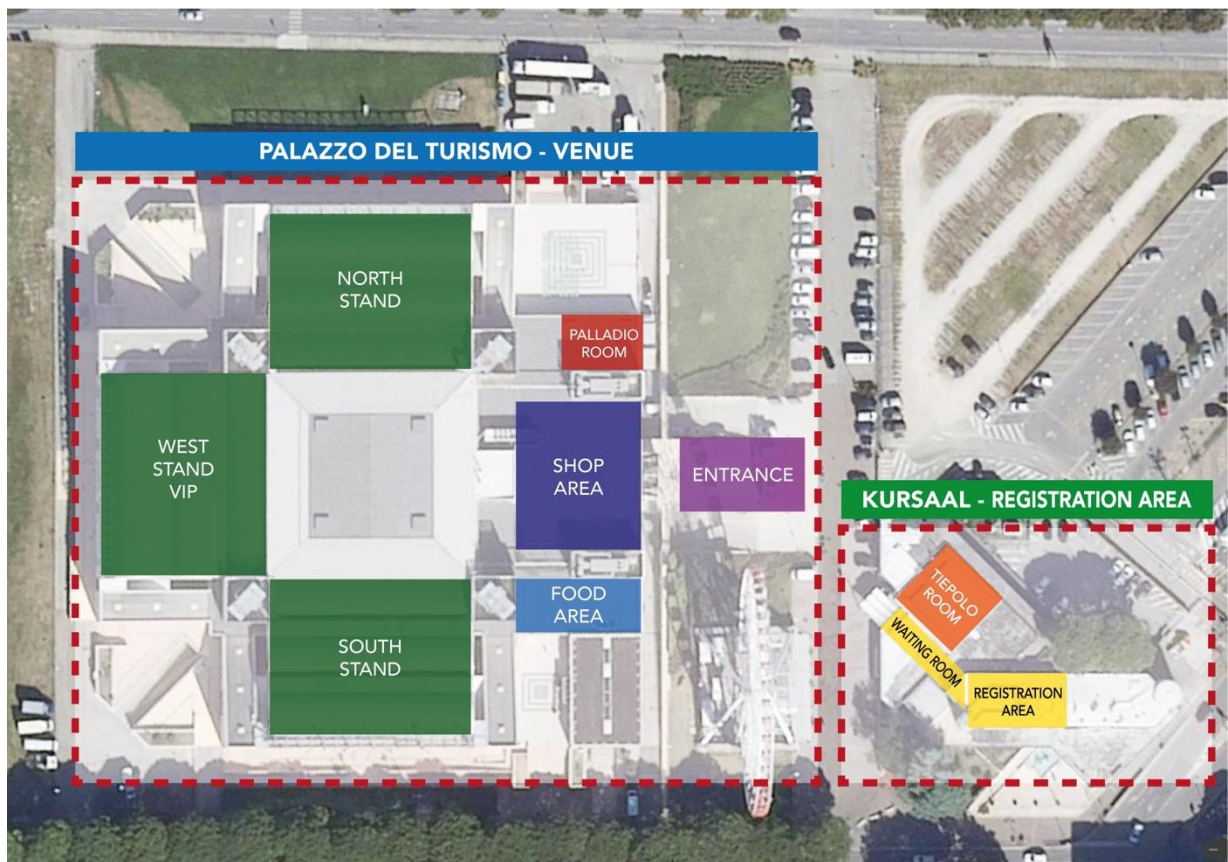 PALAZZO DEL TURISMO - VENUE
NORTH
STAND
PALLADIO
ROOM
WEST
STAND
VIP
SHOP
AREA
ENTRANCE
KURSAAL - REGISTRATION AREA
FOOD
AREA
SOUTH
STAND
TIEPOLO
ROOM
WAITING ROOM
REGISTRATION
AREA